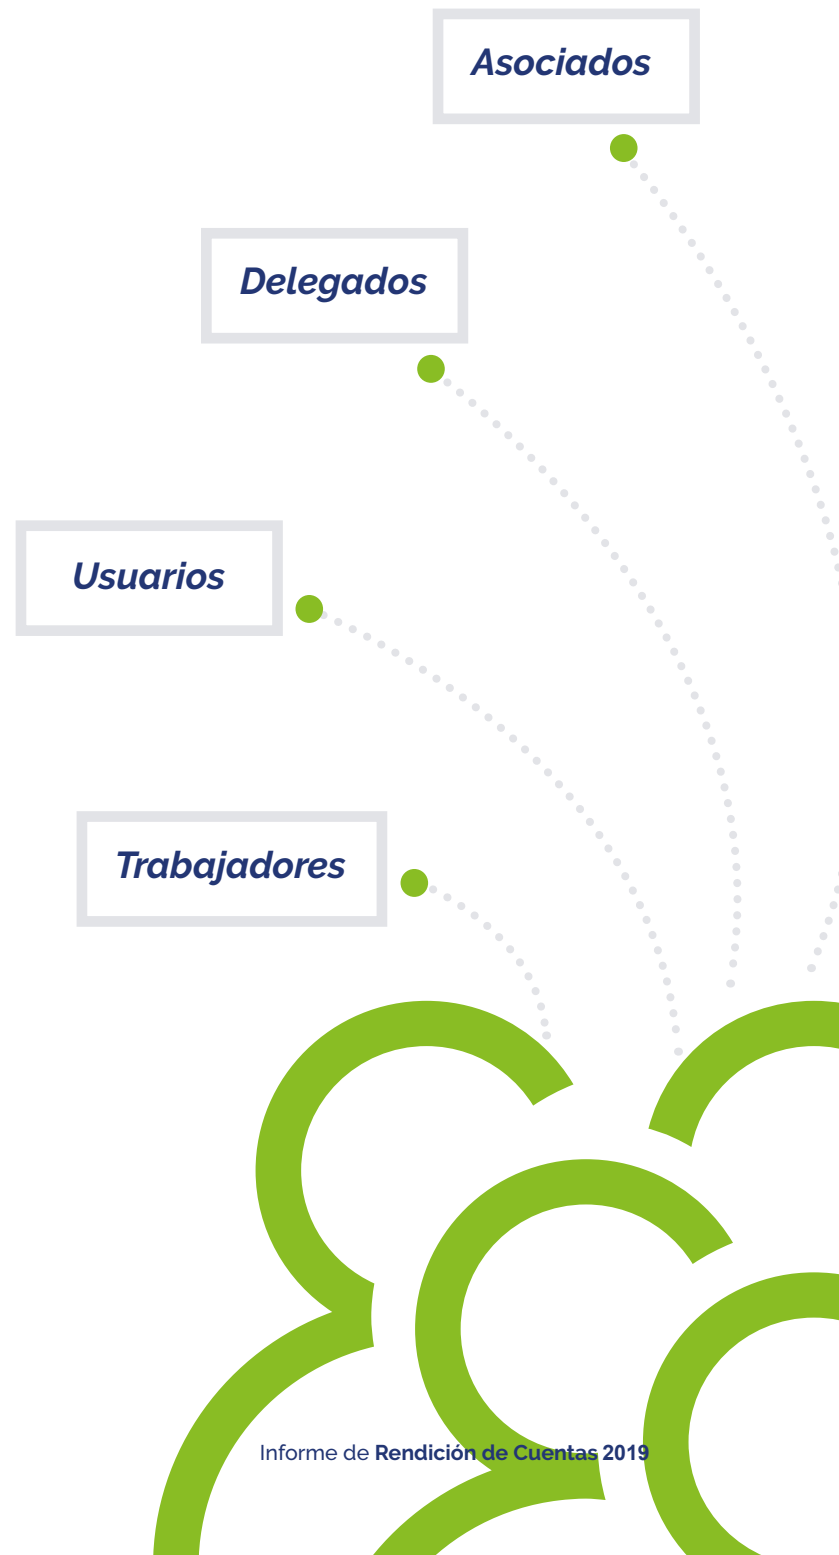 Asociados
Delegados
Usuarios
Trabajadores
Informe de Rendición de Cuentas 2019